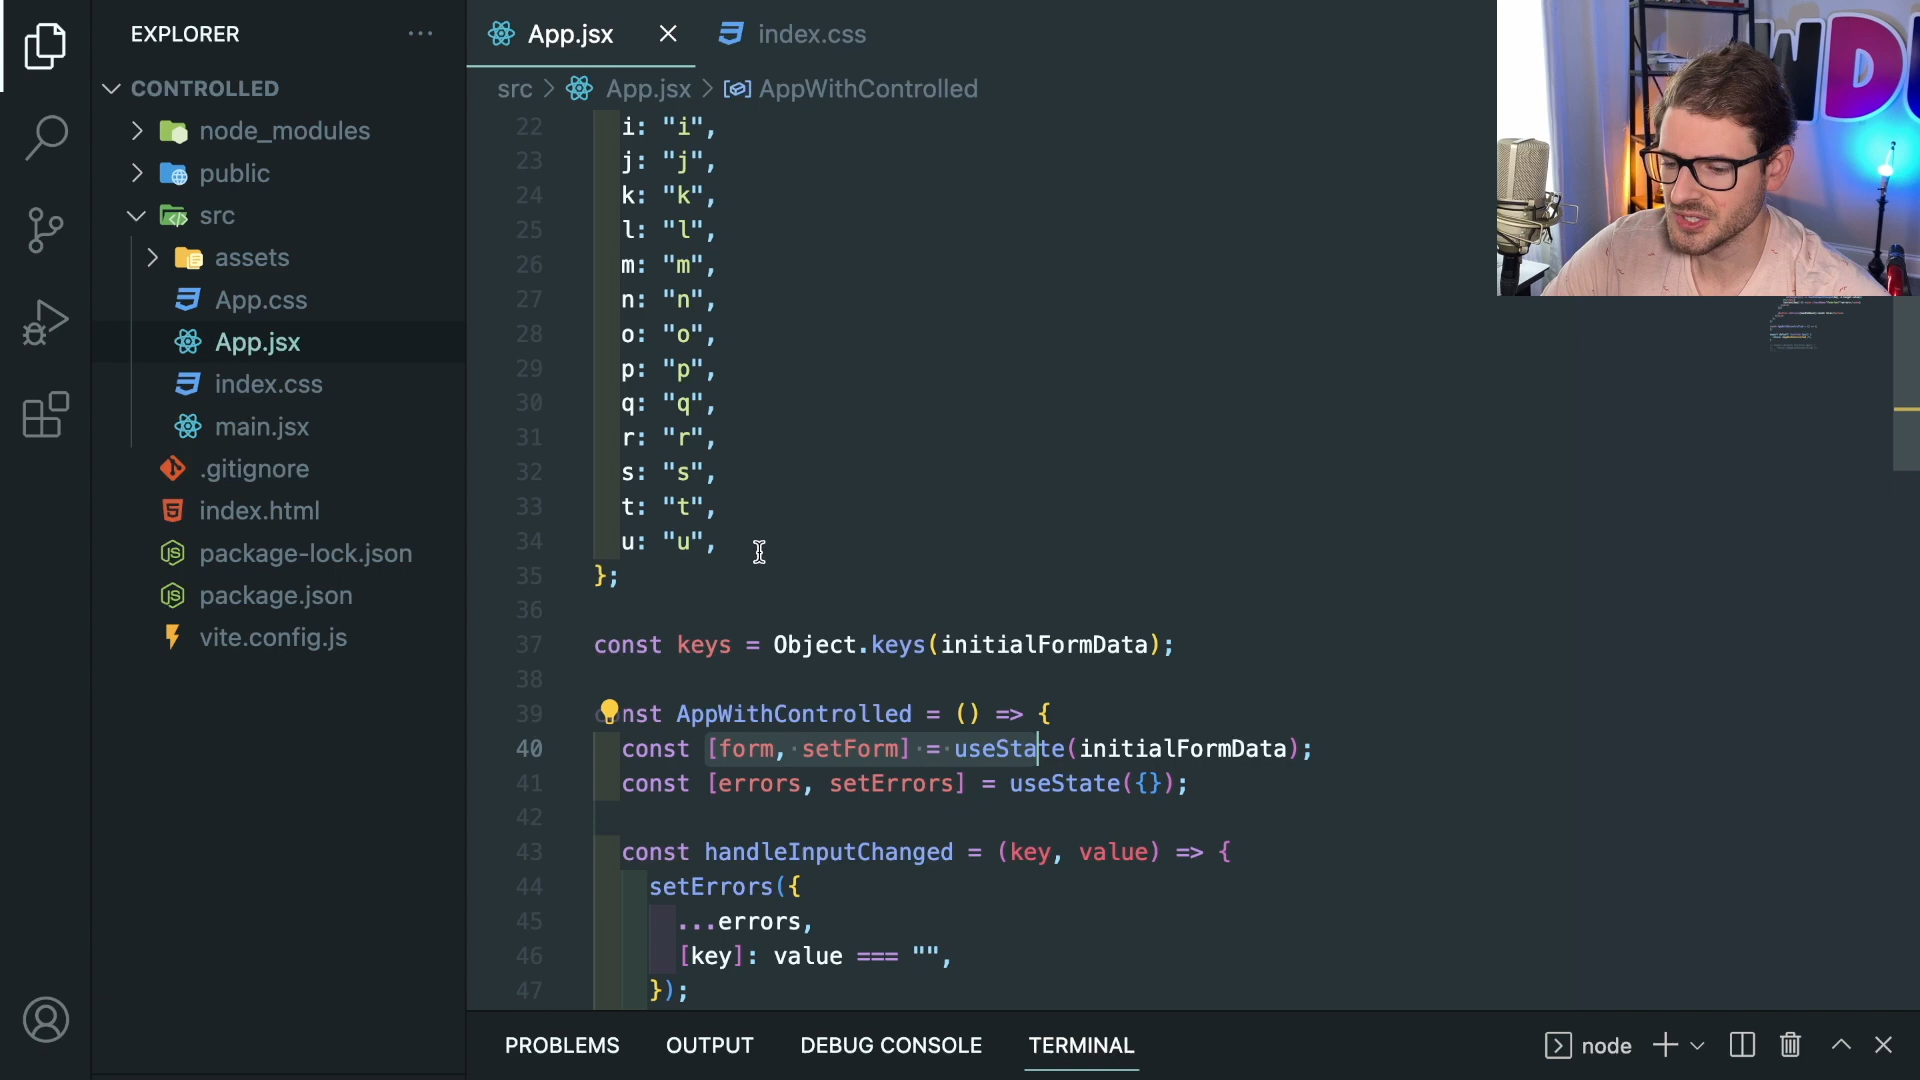 EXPLORER
CONTROLLED
node_modules
public
src
assets
App.css
App.jsx
index.css
main.jsx
.gitignore
index.html
package-lock.json
package.json
vite.config.js
App.jsx
index.css
src > App.jsx > AppWithControlled
22 i: "i",
23 j: "j",
24 k: "k",
25 l: "l",
26 m: "m",
27 n: "n",
28 o: "o",
29 p: "p",
30 q: "q",
31 r: "r",
32 s: "s",
33 t: "t",
34 u: "u",
35 };
36
37 const keys = Object.keys(initialFormData);
38
39 const AppWithControlled = () => {
40 const [form, setForm] = useState(initialFormData);
41 const [errors, setErrors] = useState({});
42
43 const handleInputChanged = (key, value) => {
44 setErrors({
45 ...errors,
46 [key]: value === "",
47 });
PROBLEMS OUTPUT DEBUG CONSOLE TERMINAL
node